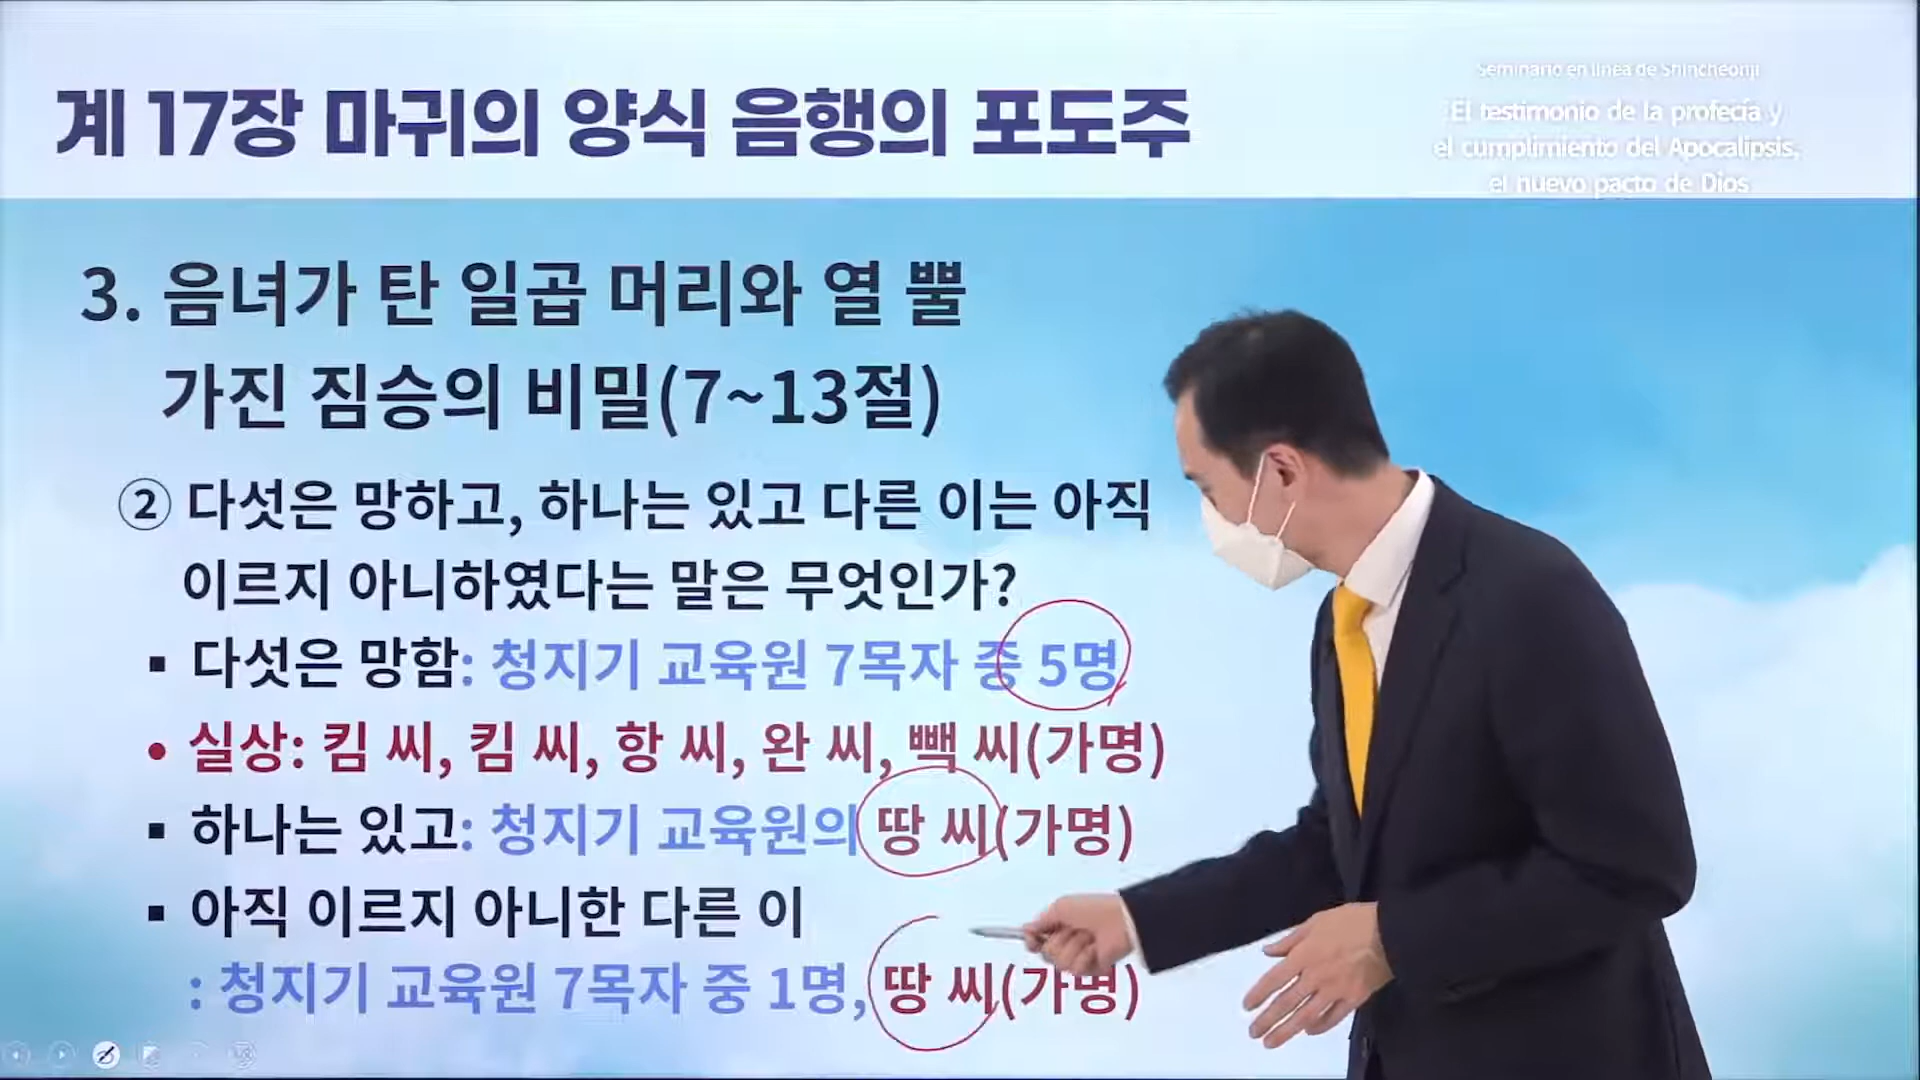 계 17장 마귀의 양식 음행의 포도주
Seminario en línea de Shincheonji
El testimonio de la profecía y
el cumplimiento del Apocalipsis,
el nuevo pacto de Dios
3. 음녀가 탄 일곱 머리와 열 뿔
가진 짐승의 비밀(7~13절)
② 다섯은 망하고, 하나는 있고 다른 이는 아직
이르지 아니하였다는 말은 무엇인가?
▪ 다섯은 망함: 청지기 교육원 7목자 중 5명
• 실상: 킴 씨, 킴 씨, 항 씨, 완 씨, 빽 씨(가명)
▪ 하나는 있고: 청지기 교육원의 땅 씨(가명)
▪ 아직 이르지 아니한 다른 이
: 청지기 교육원 7목자 중 1명, 땅 씨(가명)